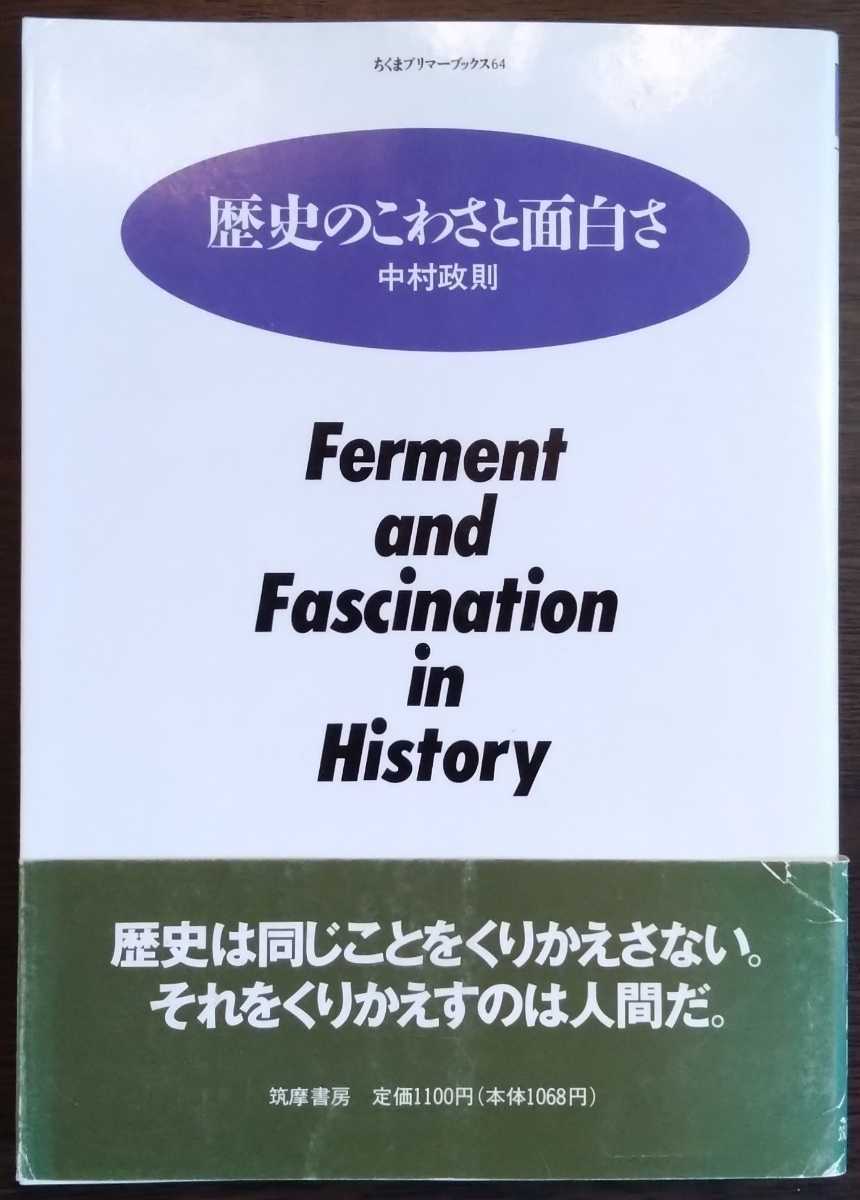 ちくまプリマーブックス64
歴史のこわさと面白さ
中村政則
Ferment
and
Fascination
in
History
歴史は同じことをくりかえさない。
それをくりかえすのは人間だ。
筑摩書房 定価1100円(本体1068円)